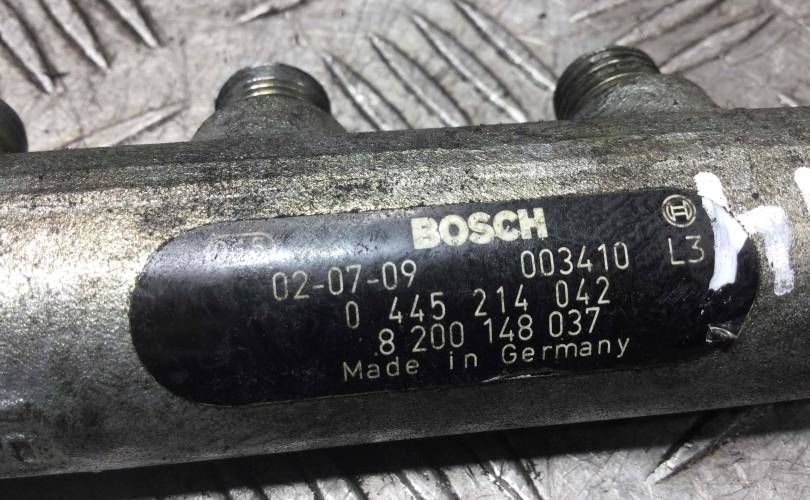 BOSCH
02-07-09 003410 L3
0 445 214 042
8 200 148 037
Made in Germany